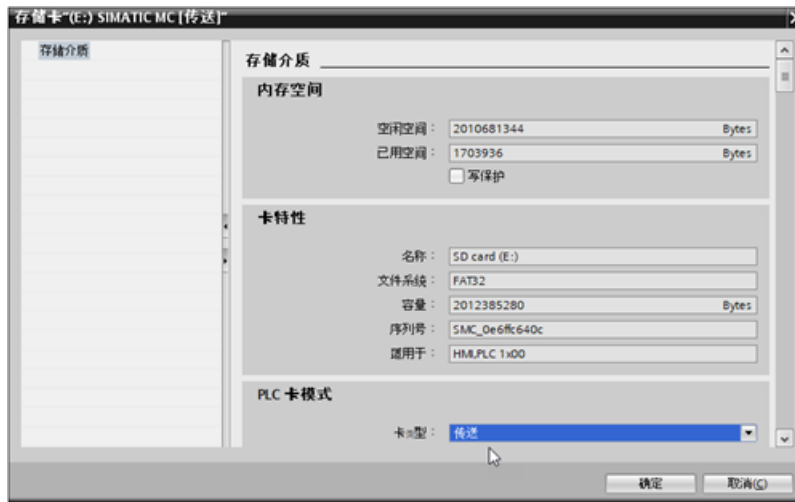 存储卡“(E:) SIMATIC MC [传送]”
存储介质
存储介质
内存空间
空闲空间： 2010681344 Bytes
已用空间： 1703936 Bytes
写保护
卡特性
名称： SD card (E:)
文件系统： FAT32
容量： 2012385280 Bytes
序列号： SMC_0e6ffc640c
适用于： HMI,PLC 1x00
PLC 卡模式
卡类型： 传送
确定 取消(C)